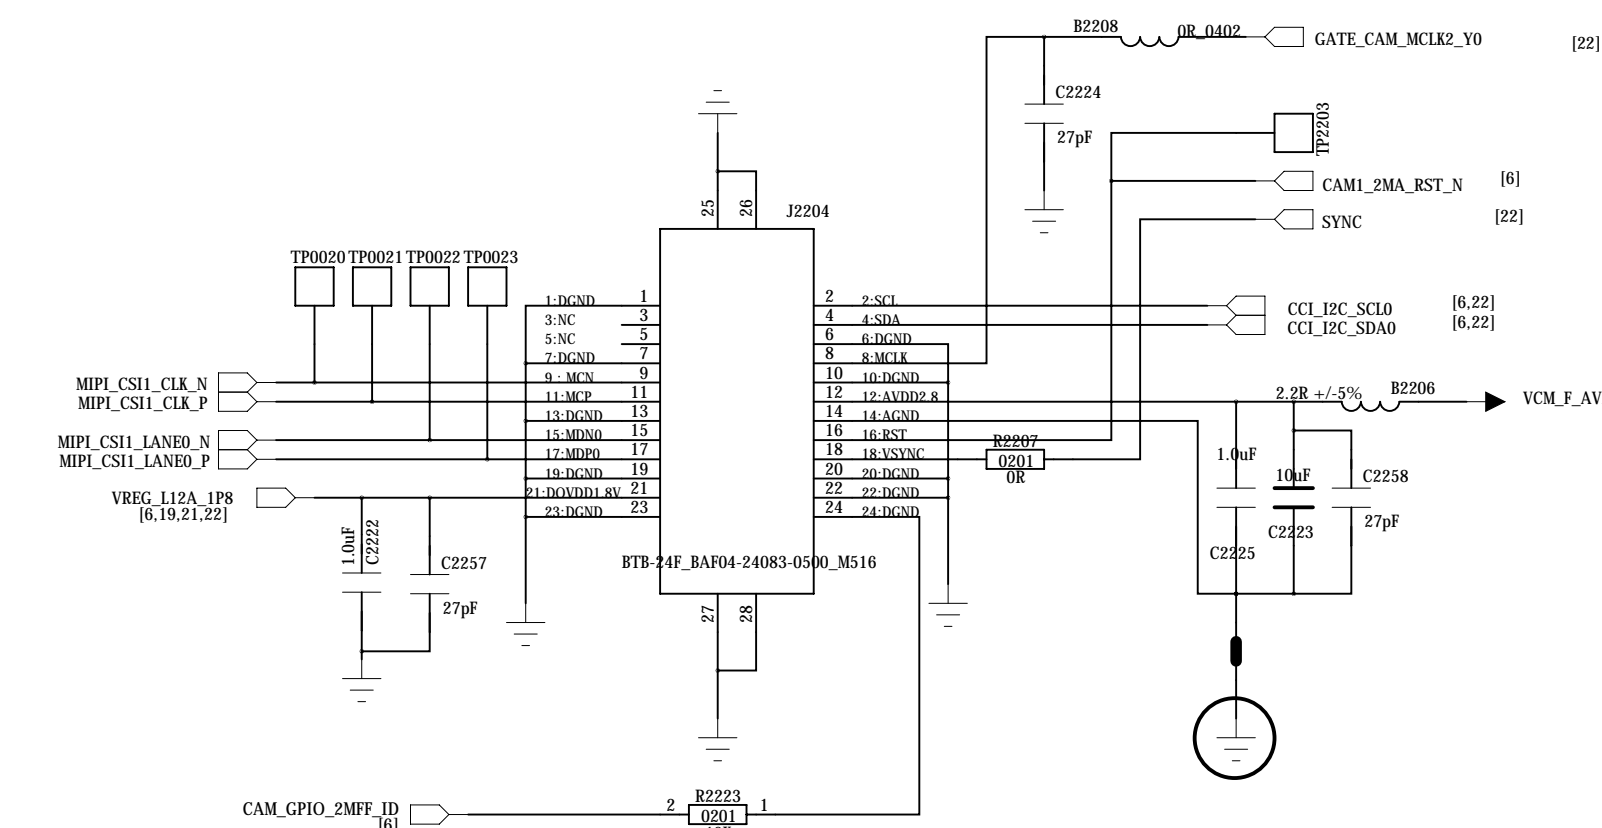 B2208
0R_0402
GATE_CAM_MCLK2_Y0
[22]
C2224
27pF
TP2203
CAM1_2MA_RST_N
[6]
SYNC
[22]
25
26
J2204
TP0020
TP0021
TP0022
TP0023
1:DGND
1
3:NC
3
5:NC
5
7:DGND
7
9 : MCN
9
11:MCP
11
13:DGND
13
15:MDN0
15
17:MDP0
17
19:DGND
19
21:DOVDD1.8V
21
23:DGND
23
2
2:SCL
4
4:SDA
6
6:DGND
8
8:MCLK
10
10:DGND
12
12:AVDD2.8
14
14:AGND
16
16:RST
18
18:VSYNC
20
20:DGND
22
22:DGND
24
24:DGND
CCI_I2C_SCL0
[6,22]
CCI_I2C_SDA0
[6,22]
MIPI_CSI1_CLK_N
MIPI_CSI1_CLK_P
MIPI_CSI1_LANE0_N
MIPI_CSI1_LANE0_P
VREG_L12A_1P8
[6,19,21,22]
2.2R +/-5%
B2206
VCM_F_AV
R2207
0201
0R
1.0uF
C2225
10uF
C2223
C2258
27pF
1.0uF
C2222
C2257
27pF
BTB-24F_BAF04-24083-0500_M516
27
28
CAM_GPIO_2MFF_ID
[6]
2
R2223
1
0201